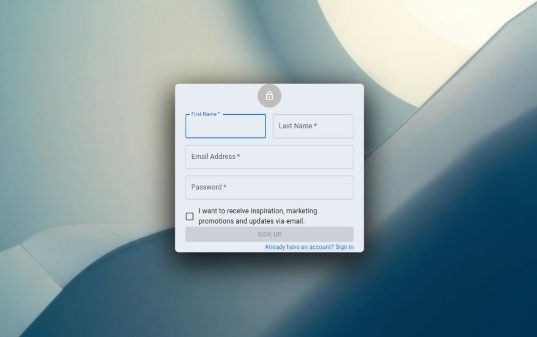 First Name *
Last Name *
Email Address *
Password *
I want to receive inspiration, marketing
promotions and updates via email.
SIGN UP
Already have an account? Sign in